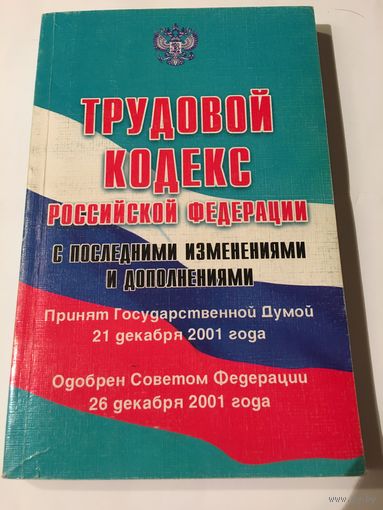 ТРУДОВОЙ
КОДЕКС
РОССИЙСКОЙ ФЕДЕРАЦИИ
С ПОСЛЕДНИМИ ИЗМЕНЕНИЯМИ
И ДОПОЛНЕНИЯМИ
Принят Государственной Думой
21 декабря 2001 года
Одобрен Советом Федерации
26 декабря 2001 года